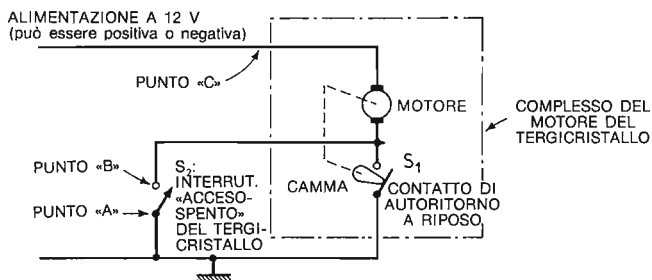 ALIMENTAZIONE A 12 V
(può essere positiva o negativa)
PUNTO «C»
MOTORE
COMPLESSO DEL
MOTORE DEL
TERGICRISTALLO
PUNTO «B»
S2:
INTERRUT.
«ACCESO-
SPENTO»
DEL TERGI-
CRISTALLO
PUNTO «A»
CAMMA
S1
CONTATTO DI
AUTORITORNO
A RIPOSO